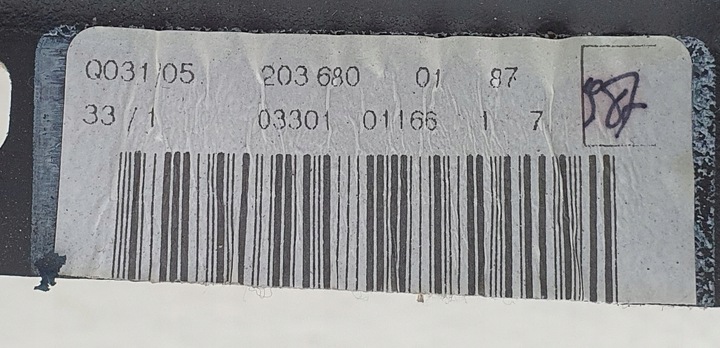 Q031/05 203 680 01 87
33 / 1 03301 01166 1 7